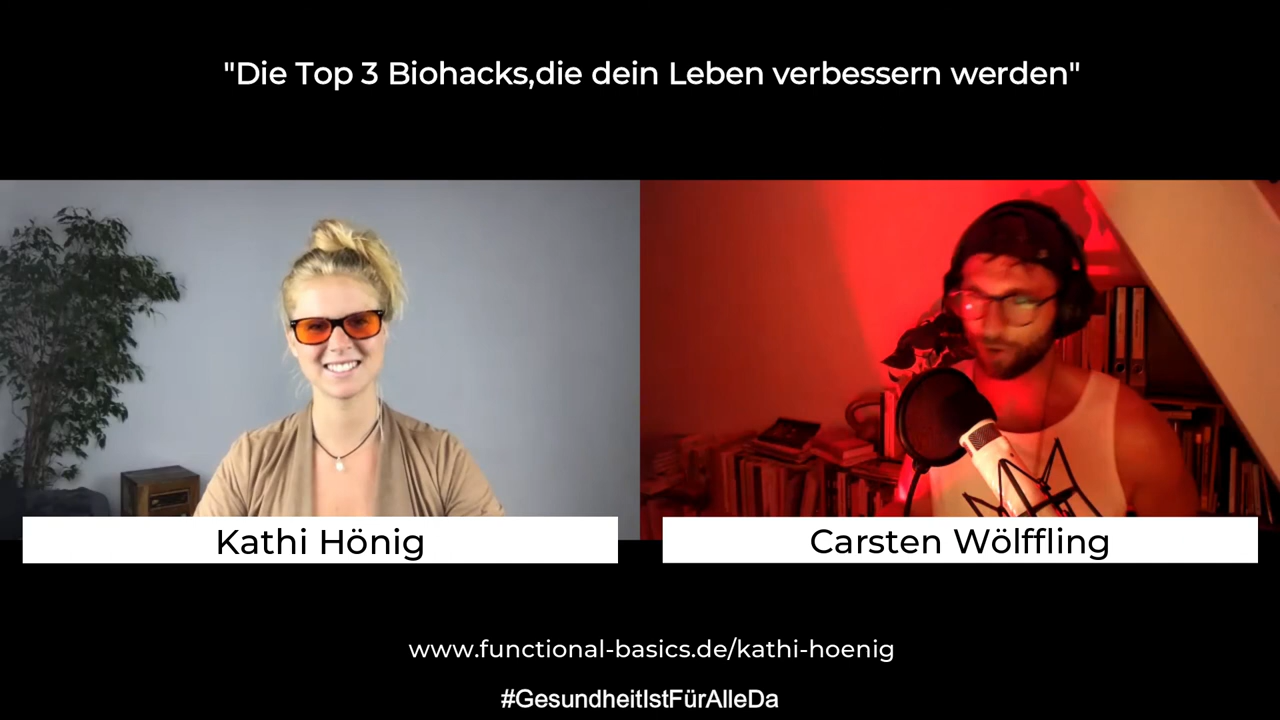 "Die Top 3 Biohacks,die dein Leben verbessern werden"
Kathi Hönig
Carsten Wölffling
www.functional-basics.de/kathi-hoenig
#GesundheitIstFürAlleDa